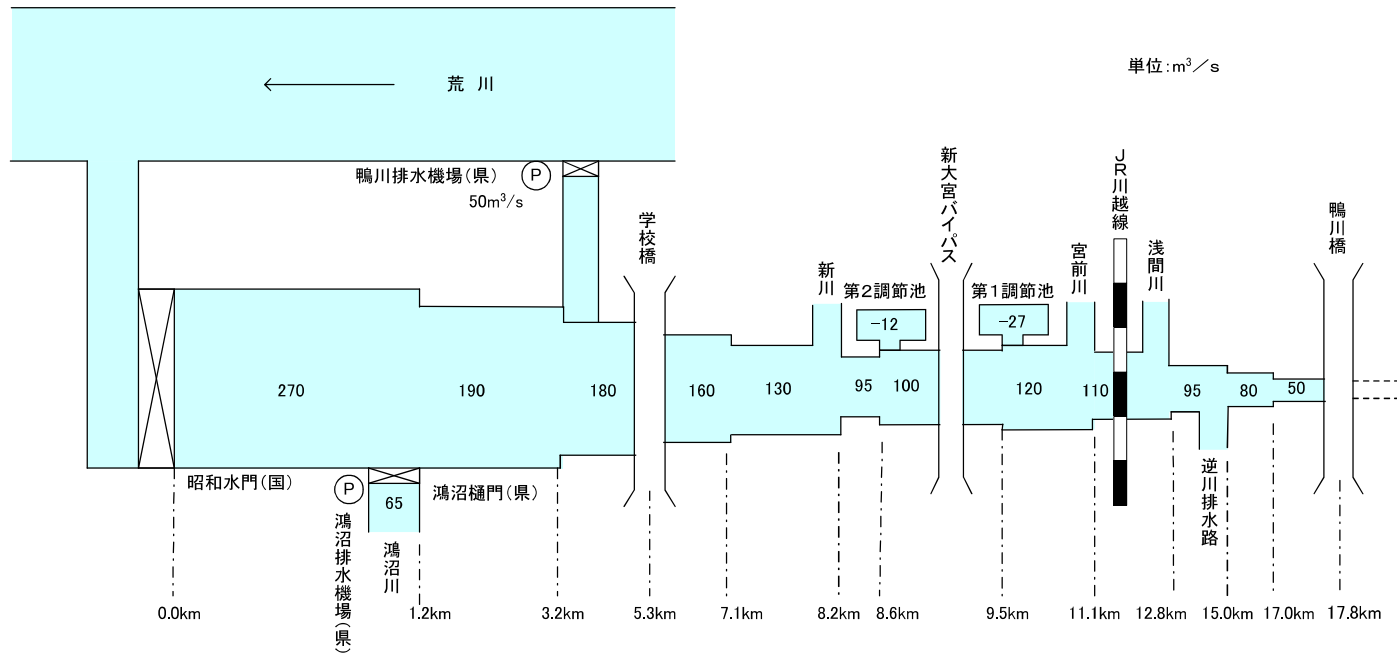 荒 川
単位:m³/s
鴨川排水機場(県)
P
50m³/s
学校橋
新川
第2調節池
-12
新大宮バイパス
第1調節池
-27
宮前川
JR川越線
浅間川
鴨川橋
270
190
180
160
130
95
100
120
110
95
80
50
昭和水門(国)
P
鴻沼排水機場(県)
65
鴻沼川
鴻沼樋門(県)
逆川排水路
0.0km
1.2km
3.2km
5.3km
7.1km
8.2km
8.6km
9.5km
11.1km
12.8km
15.0km
17.0km
17.8km